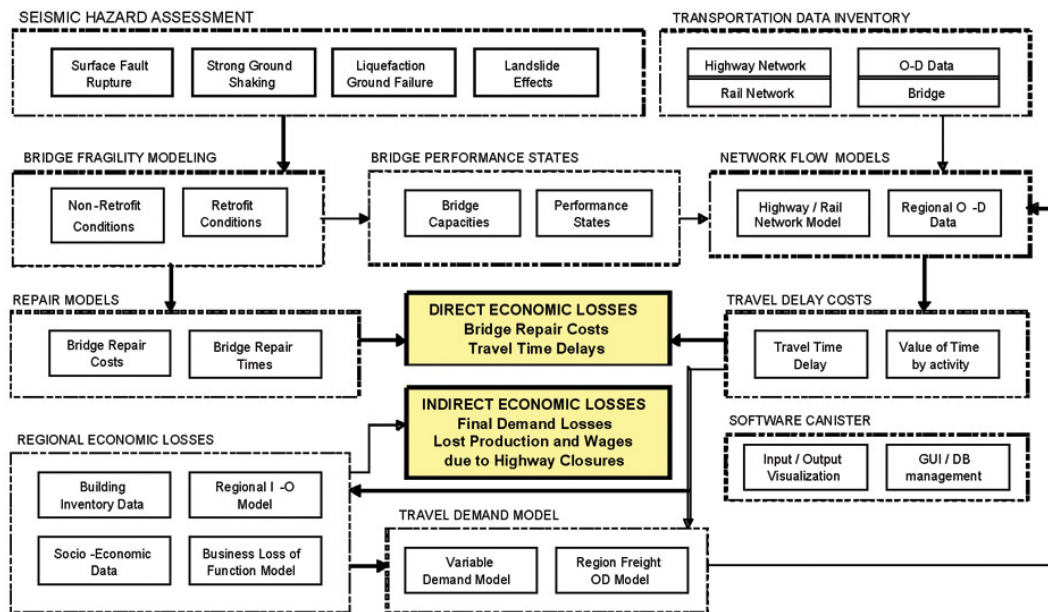 SEISMIC HAZARD ASSESSMENT
Surface Fault
Rupture
Strong Ground
Shaking
Liquefaction
Ground Failure
Landslide
Effects
TRANSPORTATION DATA INVENTORY
Highway Network
Rail Network
O-D Data
Bridge
BRIDGE FRAGILITY MODELING
Non-Retrofit
Conditions
Retrofit
Conditions
BRIDGE PERFORMANCE STATES
Bridge
Capacities
Performance
States
NETWORK FLOW MODELS
Highway / Rail
Network Model
Regional O -D
Data
REPAIR MODELS
Bridge Repair
Costs
Bridge Repair
Times
DIRECT ECONOMIC LOSSES
Bridge Repair Costs
Travel Time Delays
TRAVEL DELAY COSTS
Travel Time
Delay
Value of Time
by activity
INDIRECT ECONOMIC LOSSES
Final Demand Losses
Lost Production and Wages
due to Highway Closures
SOFTWARE CANISTER
Input / Output
Visualization
GUI / DB
management
REGIONAL ECONOMIC LOSSES
Building
Inventory Data
Regional I -O
Model
Socio -Economic
Data
Business Loss of
Function Model
TRAVEL DEMAND MODEL
Variable
Demand Model
Region Freight
OD Model